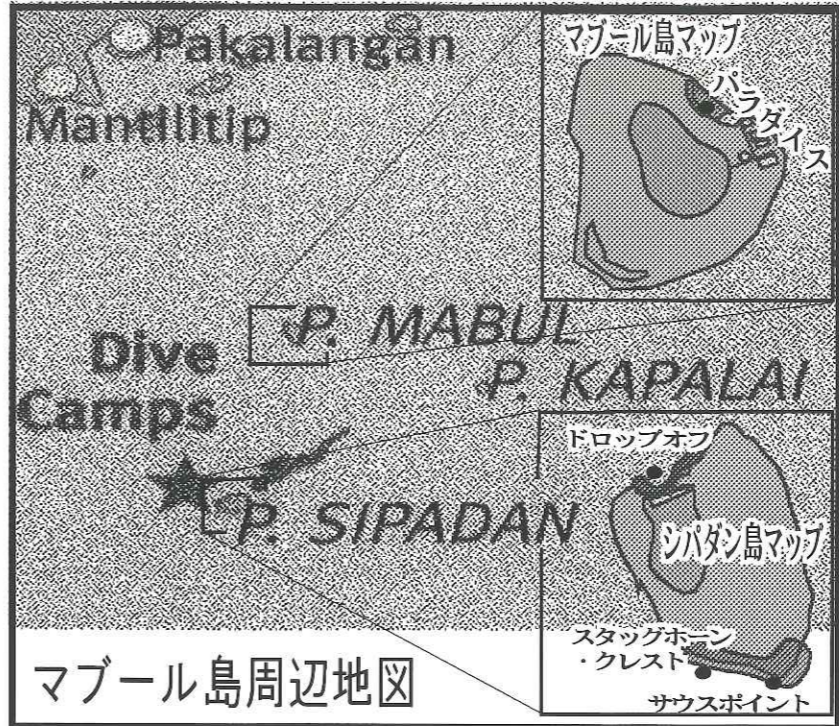 Pakalangan
Mantilitip
マブール島マップ
パラダイス
P. MABUL
Dive
Camps
P. KAPALAI
P. SIPADAN
ドロップオフ
シパダン島マップ
スタッグホーン
・クレスト
サウスポイント
マブール島周辺地図